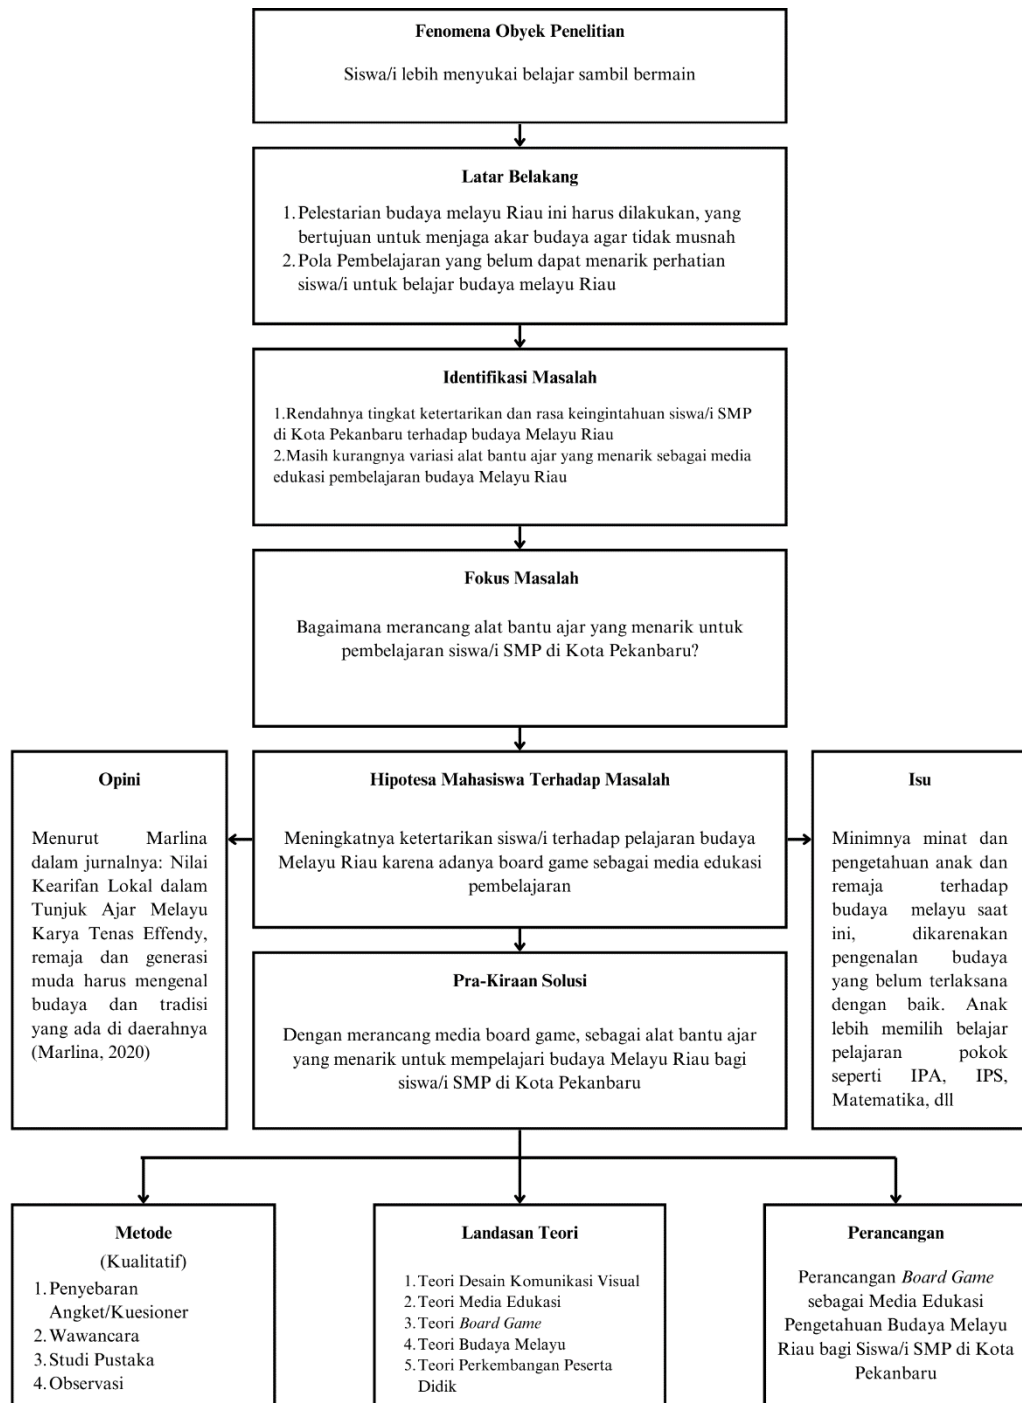 Fenomena Obyek Penelitian
Siswa/i lebih menyukai belajar sambil bermain
Latar Belakang
1. Pelestarian budaya melayu Riau ini harus dilakukan, yang
bertujuan untuk menjaga akar budaya agar tidak musnah
2. Pola Pembelajaran yang belum dapat menarik perhatian
siswa/i untuk belajar budaya melayu Riau
Identifikasi Masalah
1.Rendahnya tingkat ketertarikan dan rasa keingintahuan siswa/i SMP
di Kota Pekanbaru terhadap budaya Melayu Riau
2.Masih kurangnya variasi alat bantu ajar yang menarik sebagai media
edukasi pembelajaran budaya Melayu Riau
Fokus Masalah
Bagaimana merancang alat bantu ajar yang menarik untuk
pembelajaran siswa/i SMP di Kota Pekanbaru?
Opini
Menurut Marlina
dalam jurnalnya: Nilai
Kearifan Lokal dalam
Tunjuk Ajar Melayu
Karya Tenas Effendy,
remaja dan generasi
muda harus mengenal
budaya dan tradisi
yang ada di daerahnya
(Marlina, 2020)
Hipotesa Mahasiswa Terhadap Masalah
Meningkatnya ketertarikan siswa/i terhadap pelajaran budaya
Melayu Riau karena adanya board game sebagai media edukasi
pembelajaran
Isu
Minimnya minat dan
pengetahuan anak dan
remaja terhadap
budaya melayu saat
ini, dikarenakan
pengenalan budaya
yang belum terlaksana
dengan baik. Anak
lebih memilih belajar
pelajaran pokok
seperti IPA, IPS,
Matematika, dll
Pra-Kiraan Solusi
Dengan merancang media board game, sebagai alat bantu ajar
yang menarik untuk mempelajari budaya Melayu Riau bagi
siswa/i SMP di Kota Pekanbaru
Metode
(Kualitatif)
1. Penyebaran
Angket/Kuesioner
2. Wawancara
3. Studi Pustaka
4. Observasi
Landasan Teori
1. Teori Desain Komunikasi Visual
2. Teori Media Edukasi
3. Teori Board Game
4. Teori Budaya Melayu
5. Teori Perkembangan Peserta
Didik
Perancangan
Perancangan Board Game
sebagai Media Edukasi
Pengetahuan Budaya Melayu
Riau bagi Siswa/i SMP di Kota
Pekanbaru